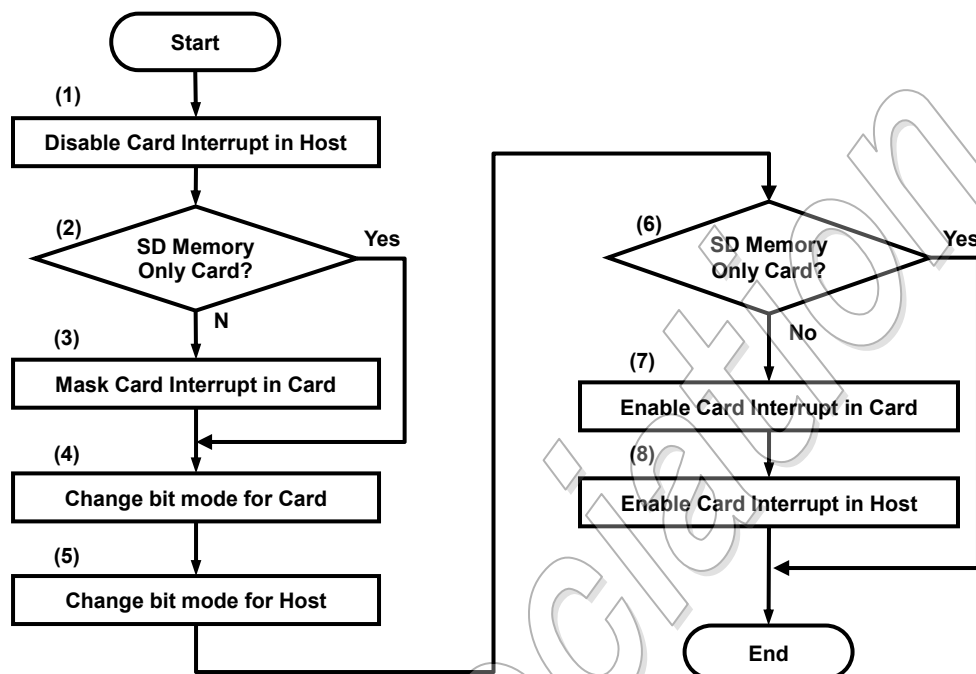 Start
(1)
Disable Card Interrupt in Host
(2)
SD Memory
Only Card?
Yes
N
(3)
Mask Card Interrupt in Card
(4)
Change bit mode for Card
(5)
Change bit mode for Host
(6)
SD Memory
Only Card?
Yes
No
(7)
Enable Card Interrupt in Card
(8)
Enable Card Interrupt in Host
End
ciation